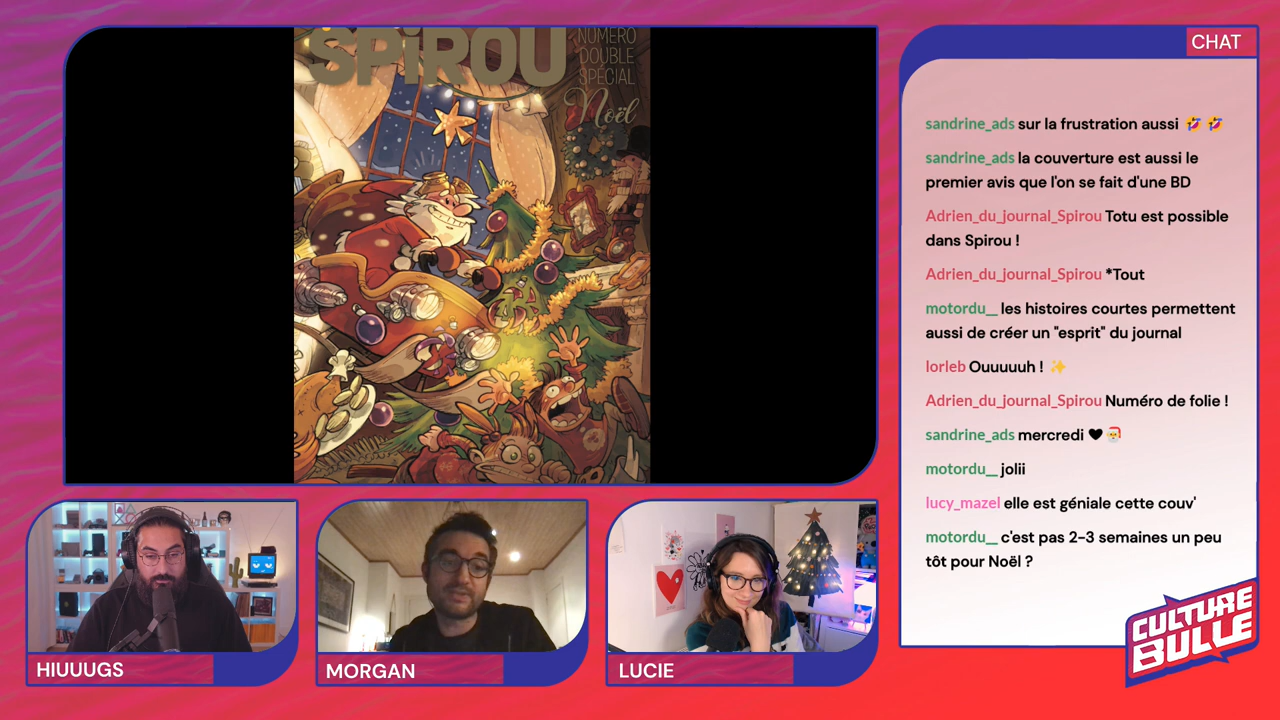 SPIROU
NUMÉRO
DOUBLE
SPÉCIAL
Noël
CHAT
sandrine_ads sur la frustration aussi 🤣 🤣
sandrine_ads la couverture est aussi le
premier avis que l'on se fait d'une BD
Adrien_du_journal_Spirou Totu est possible
dans Spirou !
Adrien_du_journal_Spirou *Tout
motordu__ les histoires courtes permettent
aussi de créer un "esprit" du journal
lorleb Ouuuuuh ! ✨
Adrien_du_journal_Spirou Numéro de folie !
sandrine_ads mercredi ♥ 🎅
motordu__ jolii
lucy_mazel elle est géniale cette couv'
motordu__ c'est pas 2-3 semaines un peu
tôt pour Noël ?
HIUUUGS
MORGAN
LUCIE
CULTURE
BULLE